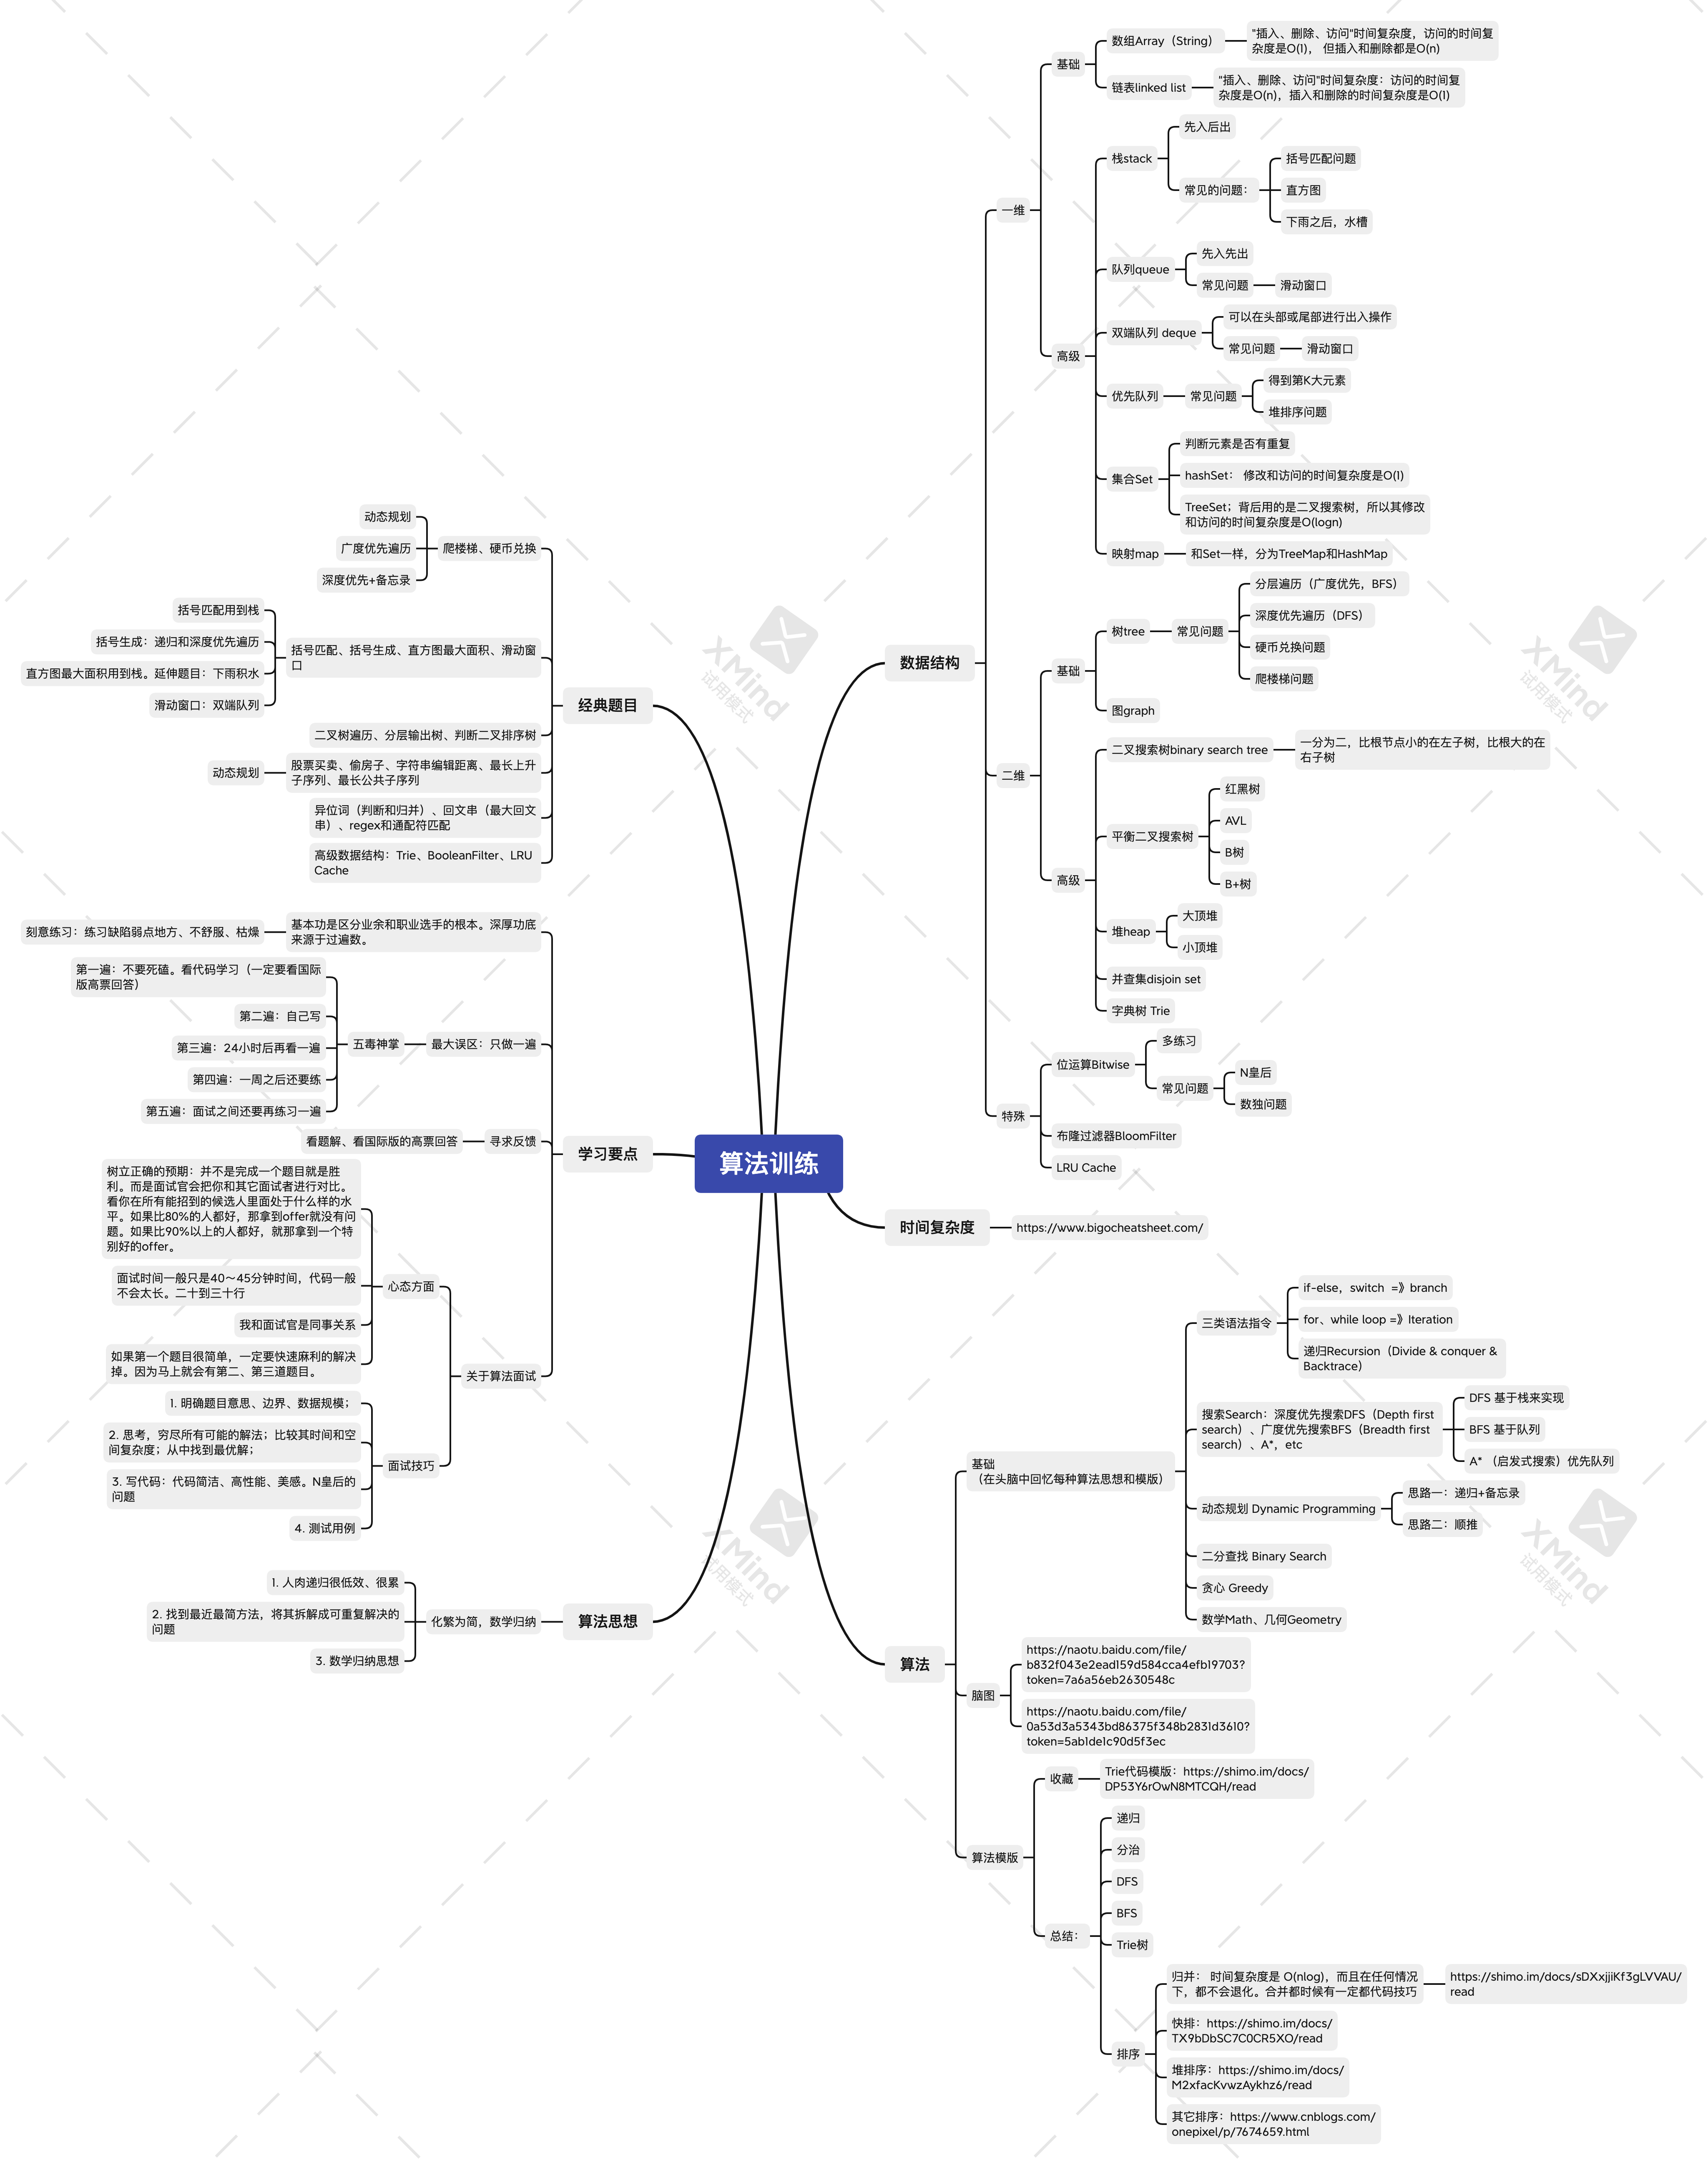 算法训练
数据结构
一维
基础
数组Array（String）
"插入、删除、访问"时间复杂度，访问的时间复
杂度是O(1)， 但插入和删除都是O(n)
链表linked list
"插入、删除、访问"时间复杂度：访问的时间复
杂度是O(n)，插入和删除的时间复杂度是O(1)
高级
栈stack
先入后出
常见的问题：
括号匹配问题
直方图
下雨之后，水槽
队列queue
先入先出
常见问题
滑动窗口
双端队列 deque
可以在头部或尾部进行出入操作
常见问题
滑动窗口
优先队列
常见问题
得到第K大元素
堆排序问题
集合Set
判断元素是否有重复
hashSet： 修改和访问的时间复杂度是O(1)
TreeSet；背后用的是二叉搜索树，所以其修改
和访问的时间复杂度是O(logn)
映射map
和Set一样，分为TreeMap和HashMap
二维
基础
树tree
常见问题
分层遍历（广度优先，BFS）
深度优先遍历（DFS）
硬币兑换问题
爬楼梯问题
图graph
高级
二叉搜索树binary search tree
一分为二，比根节点小的在左子树，比根大的在
右子树
平衡二叉搜索树
红黑树
AVL
B树
B+树
堆heap
大顶堆
小顶堆
并查集disjoin set
字典树 Trie
特殊
位运算Bitwise
多练习
常见问题
N皇后
数独问题
布隆过滤器BloomFilter
LRU Cache
时间复杂度
https://www.bigocheatsheet.com/
算法
基础
（在头脑中回忆每种算法思想和模版）
三类语法指令
if-else，switch =》branch
for、while loop =》Iteration
递归Recursion（Divide & conquer &
Backtrace）
搜索Search：深度优先搜索DFS（Depth first
search）、广度优先搜索BFS（Breadth first
search）、A*，etc
DFS 基于栈来实现
BFS 基于队列
A* （启发式搜索）优先队列
动态规划 Dynamic Programming
思路一：递归+备忘录
思路二：顺推
二分查找 Binary Search
贪心 Greedy
数学Math、几何Geometry
脑图
https://naotu.baidu.com/file/
b832f043e2ead159d584cca4efb19703?
token=7a6a56eb2630548c
https://naotu.baidu.com/file/
0a53d3a5343bd86375f348b2831d3610?
token=5ab1de1c90d5f3ec
算法模版
收藏
Trie代码模版：https://shimo.im/docs/
DP53Y6rOwN8MTCQH/read
总结：
递归
分治
DFS
BFS
Trie树
排序
归并： 时间复杂度是 O(nlog)，而且在任何情况
下，都不会退化。合并都时候有一定都代码技巧
https://shimo.im/docs/sDXxjjiKf3gLVVAU/
read
快排：https://shimo.im/docs/
TX9bDbSC7C0CR5XO/read
堆排序：https://shimo.im/docs/
M2xfacKvwzAykhz6/read
其它排序：https://www.cnblogs.com/
onepixel/p/7674659.html
经典题目
爬楼梯、硬币兑换
动态规划
广度优先遍历
深度优先+备忘录
括号匹配、括号生成、直方图最大面积、滑动窗
口
括号匹配用到栈
括号生成：递归和深度优先遍历
直方图最大面积用到栈。延伸题目：下雨积水
滑动窗口：双端队列
二叉树遍历、分层输出树、判断二叉排序树
股票买卖、偷房子、字符串编辑距离、最长上升
子序列、最长公共子序列
动态规划
异位词（判断和归并）、回文串（最大回文
串）、regex和通配符匹配
高级数据结构：Trie、BooleanFilter、LRU
Cache
学习要点
基本功是区分业余和职业选手的根本。深厚功底
来源于过遍数。
刻意练习：练习缺陷弱点地方、不舒服、枯燥
最大误区：只做一遍
五毒神掌
第一遍：不要死磕。看代码学习（一定要看国际
版高票回答）
第二遍：自己写
第三遍：24小时后再看一遍
第四遍：一周之后还要练
第五遍：面试之间还要再练习一遍
寻求反馈
看题解、看国际版的高票回答
关于算法面试
心态方面
树立正确的预期：并不是完成一个题目就是胜
利。而是面试官会把你和其它面试者进行对比。
看你在所有能招到的候选人里面处于什么样的水
平。如果比80%的人都好，那拿到offer就没有问
题。如果比90%以上的人都好，就那拿到一个特
别好的offer。
面试时间一般只是40～45分钟时间，代码一般
不会太长。二十到三十行
我和面试官是同事关系
如果第一个题目很简单，一定要快速麻利的解决
掉。因为马上就会有第二、第三道题目。
面试技巧
1. 明确题目意思、边界、数据规模；
2. 思考，穷尽所有可能的解法；比较其时间和空
间复杂度；从中找到最优解；
3. 写代码：代码简洁、高性能、美感。N皇后的
问题
4. 测试用例
算法思想
化繁为简，数学归纳
1. 人肉递归很低效、很累
2. 找到最近最简方法，将其拆解成可重复解决的
问题
3. 数学归纳思想
XMind
试用模式
XMind
试用模式
XMind
试用模式
XMind
试用模式